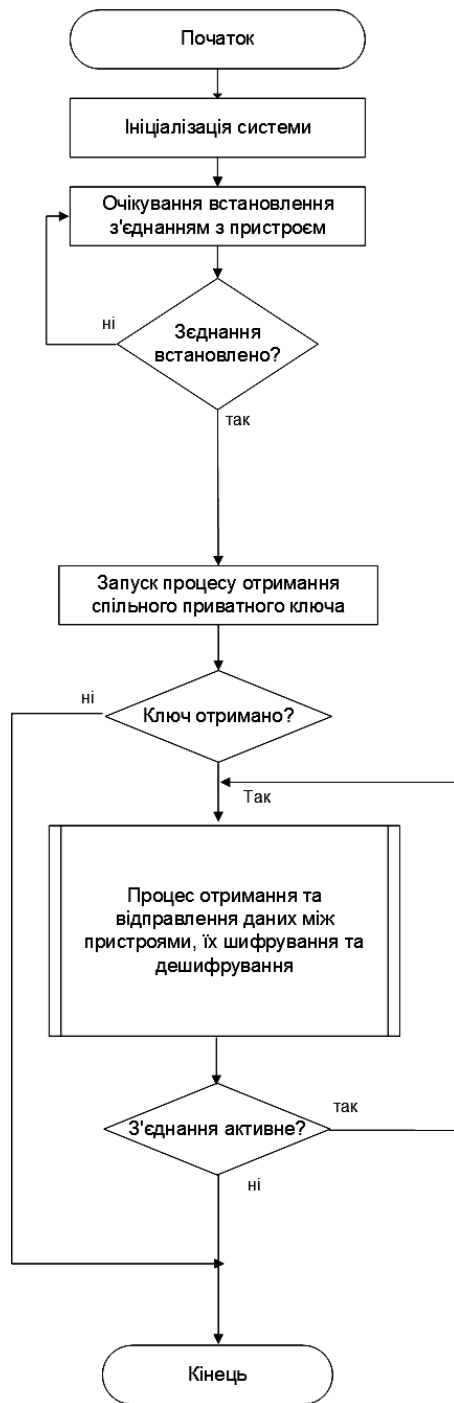 Початок
Ініціалізація системи
Очікування встановлення
з'єднанням з пристроєм
ні
Зєднання
встановлено?
так
Запуск процесу отримання
спільного приватного ключа
ні
Ключ отримано?
Так
Процес отримання та
відправлення даних між
пристроями, їх шифрування та
дешифрування
так
З'єднання активне?
ні
Кінець